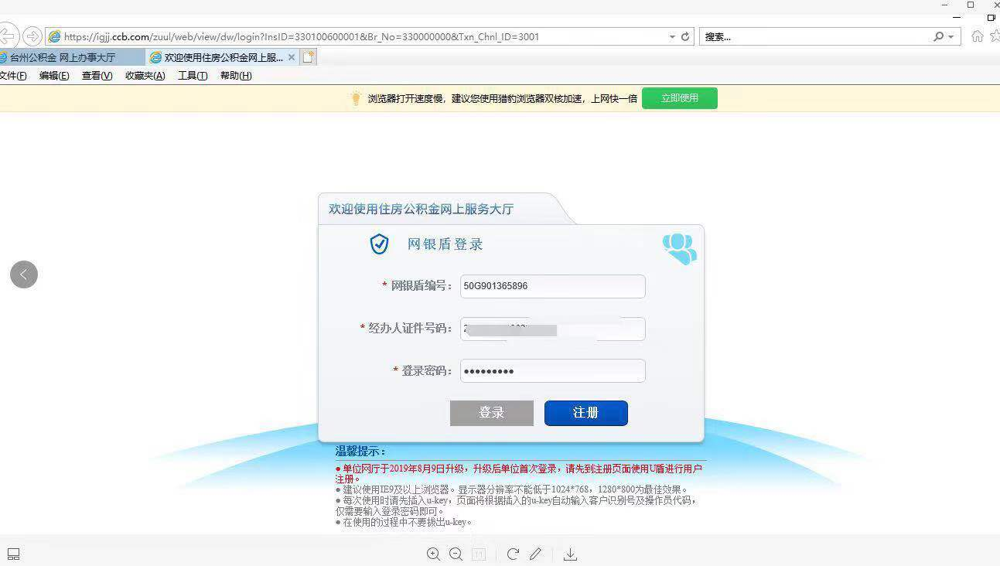 https://igjj.ccb.com/zuul/web/view/dw/login?InsID=330100600001&Br_No=330000000&Txn_Chnl_ID=3001
搜索...
台州公积金 网上办事大厅
欢迎使用住房公积金网上服...
文件(F) 编辑(E) 查看(V) 收藏夹(A) 工具(T) 帮助(H)
浏览器打开速度慢，建议您使用猎豹浏览器双核加速，上网快一倍 立即使用
欢迎使用住房公积金网上服务大厅
网银盾登录
* 网银盾编号： 50G901365896
* 经办人证件号码：
* 登录密码： •••••••••
登录 注册
温馨提示：
● 单位网厅于2019年8月9日升级，升级后单位首次登录，请先到注册页面使用U盾进行用户
注册。
● 建议使用IE9及以上浏览器。显示器分辨率不能低于1024*768，1280*800为最佳效果。
● 每次使用时请先插入u-key，页面将根据插入的u-key自动输入客户识别号及操作员代码，
仅需要输入登录密码即可。
● 在使用的过程中不要拔出u-key。
1:1